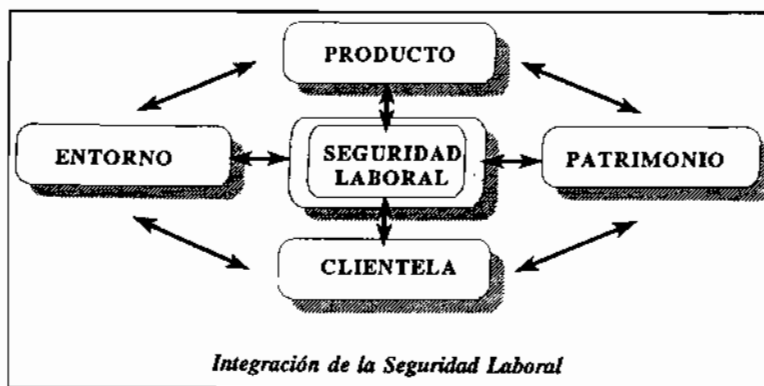 PRODUCTO
ENTORNO
SEGURIDAD
LABORAL
PATRIMONIO
CLIENTELA
Integración de la Seguridad Laboral